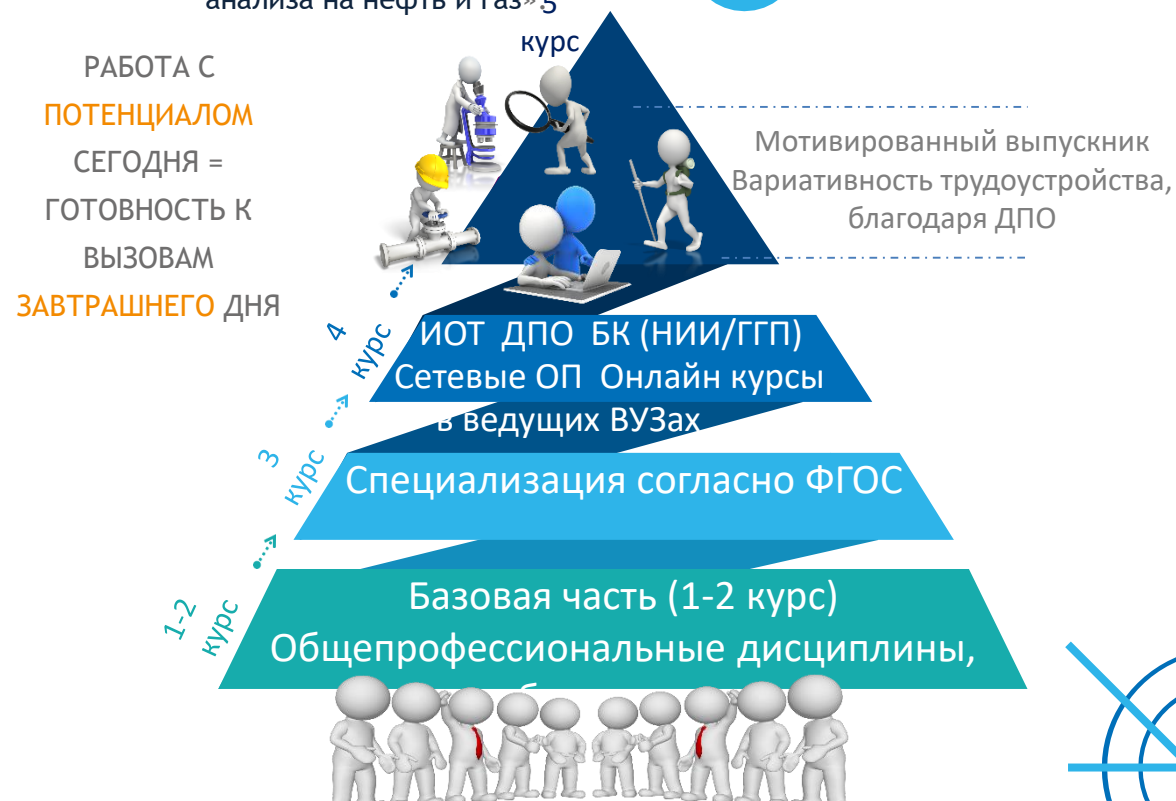 анализа на нефть и газ».5
курс
РАБОТА С
ПОТЕНЦИАЛОМ
СЕГОДНЯ =
ГОТОВНОСТЬ К
ВЫЗОВАМ
ЗАВТРАШНЕГО ДНЯ
Мотивированный выпускник
Вариативность трудоустройства,
благодаря ДПО
4
курс
ИОТ ДПО БК (НИИ/ГГП)
Сетевые ОП Онлайн курсы
в ведущих ВУЗах
3
курс
Специализация согласно ФГОС
1-2
курс
Базовая часть (1-2 курс)
Общепрофессиональные дисциплины,